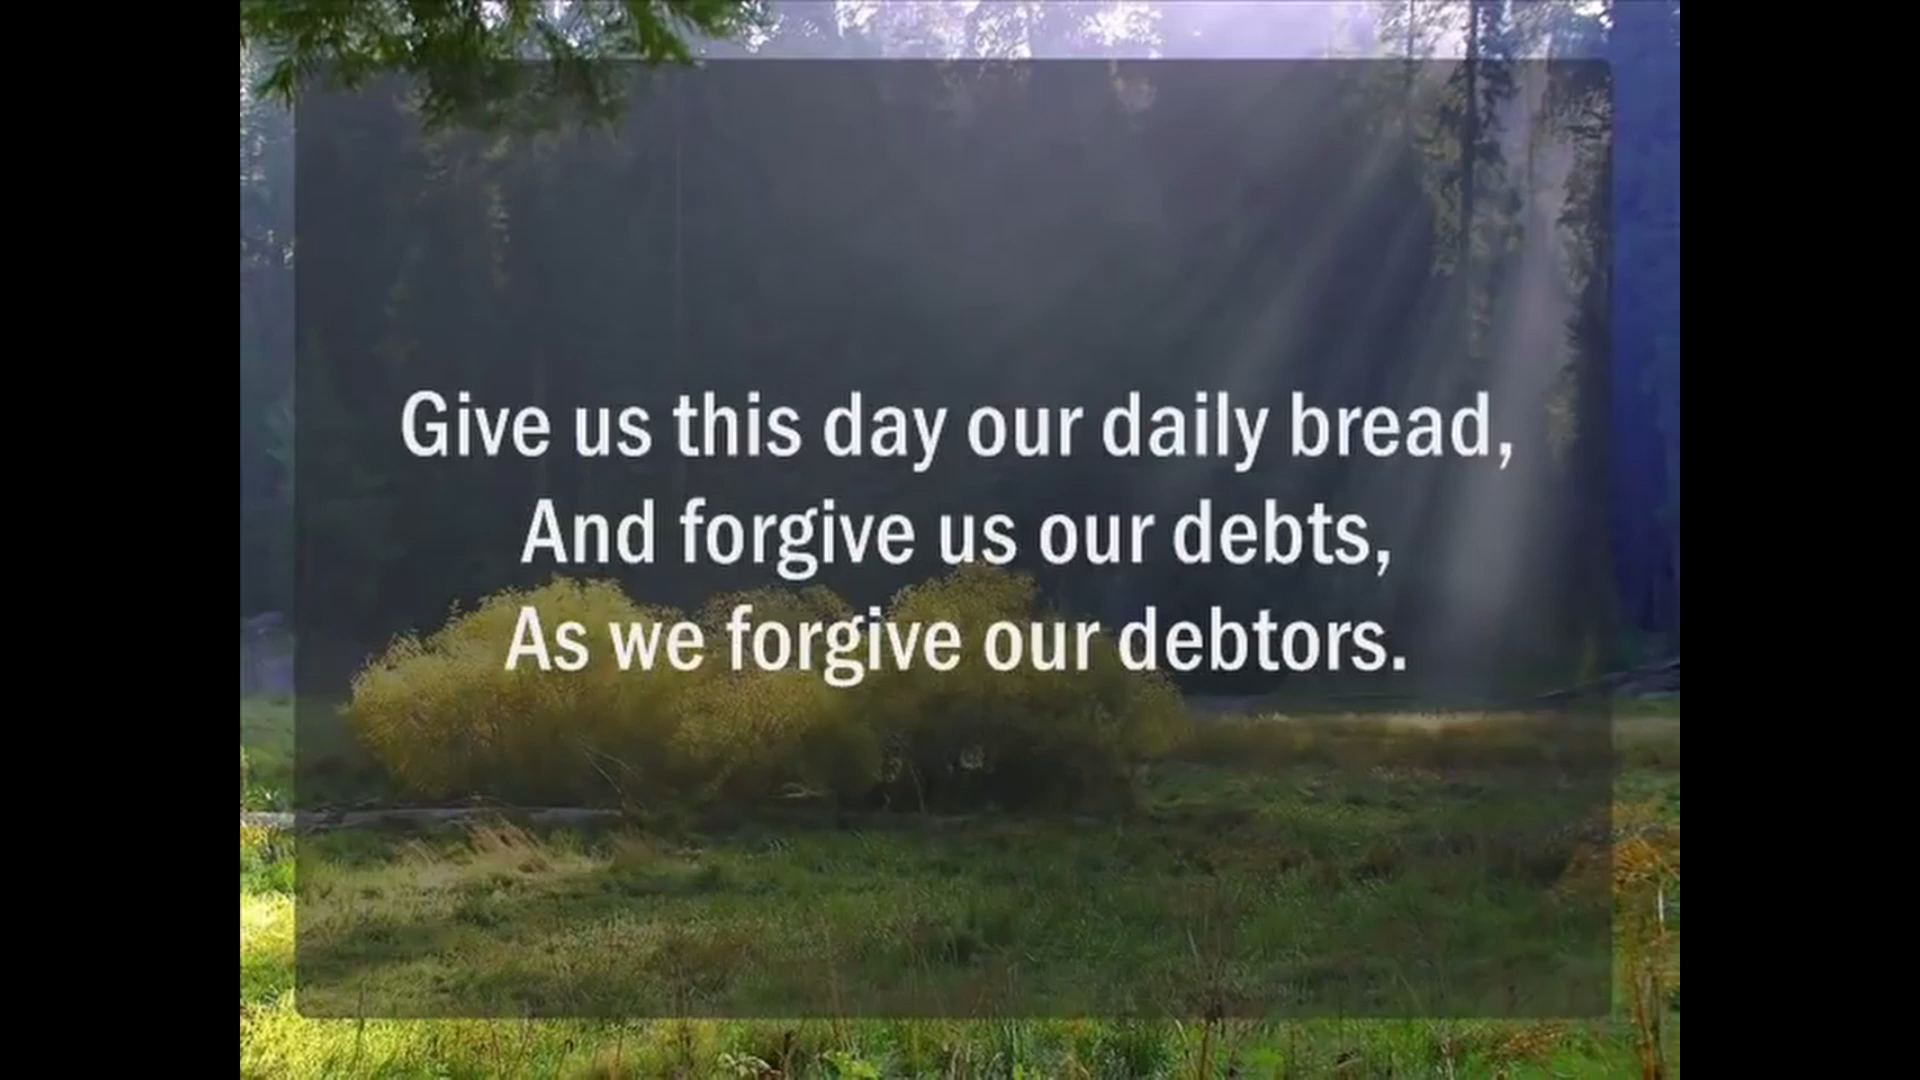 Give us this day our daily bread,
And forgive us our debts,
As we forgive our debtors.